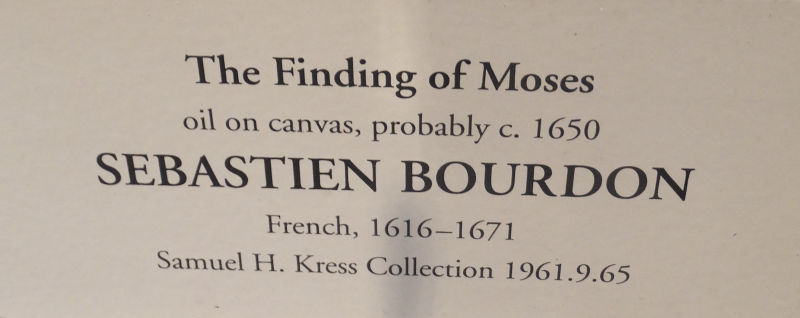 The Finding of Moses
oil on canvas, probably c. 1650
SEBASTIEN BOURDON
French, 1616–1671
Samuel H. Kress Collection 1961.9.65